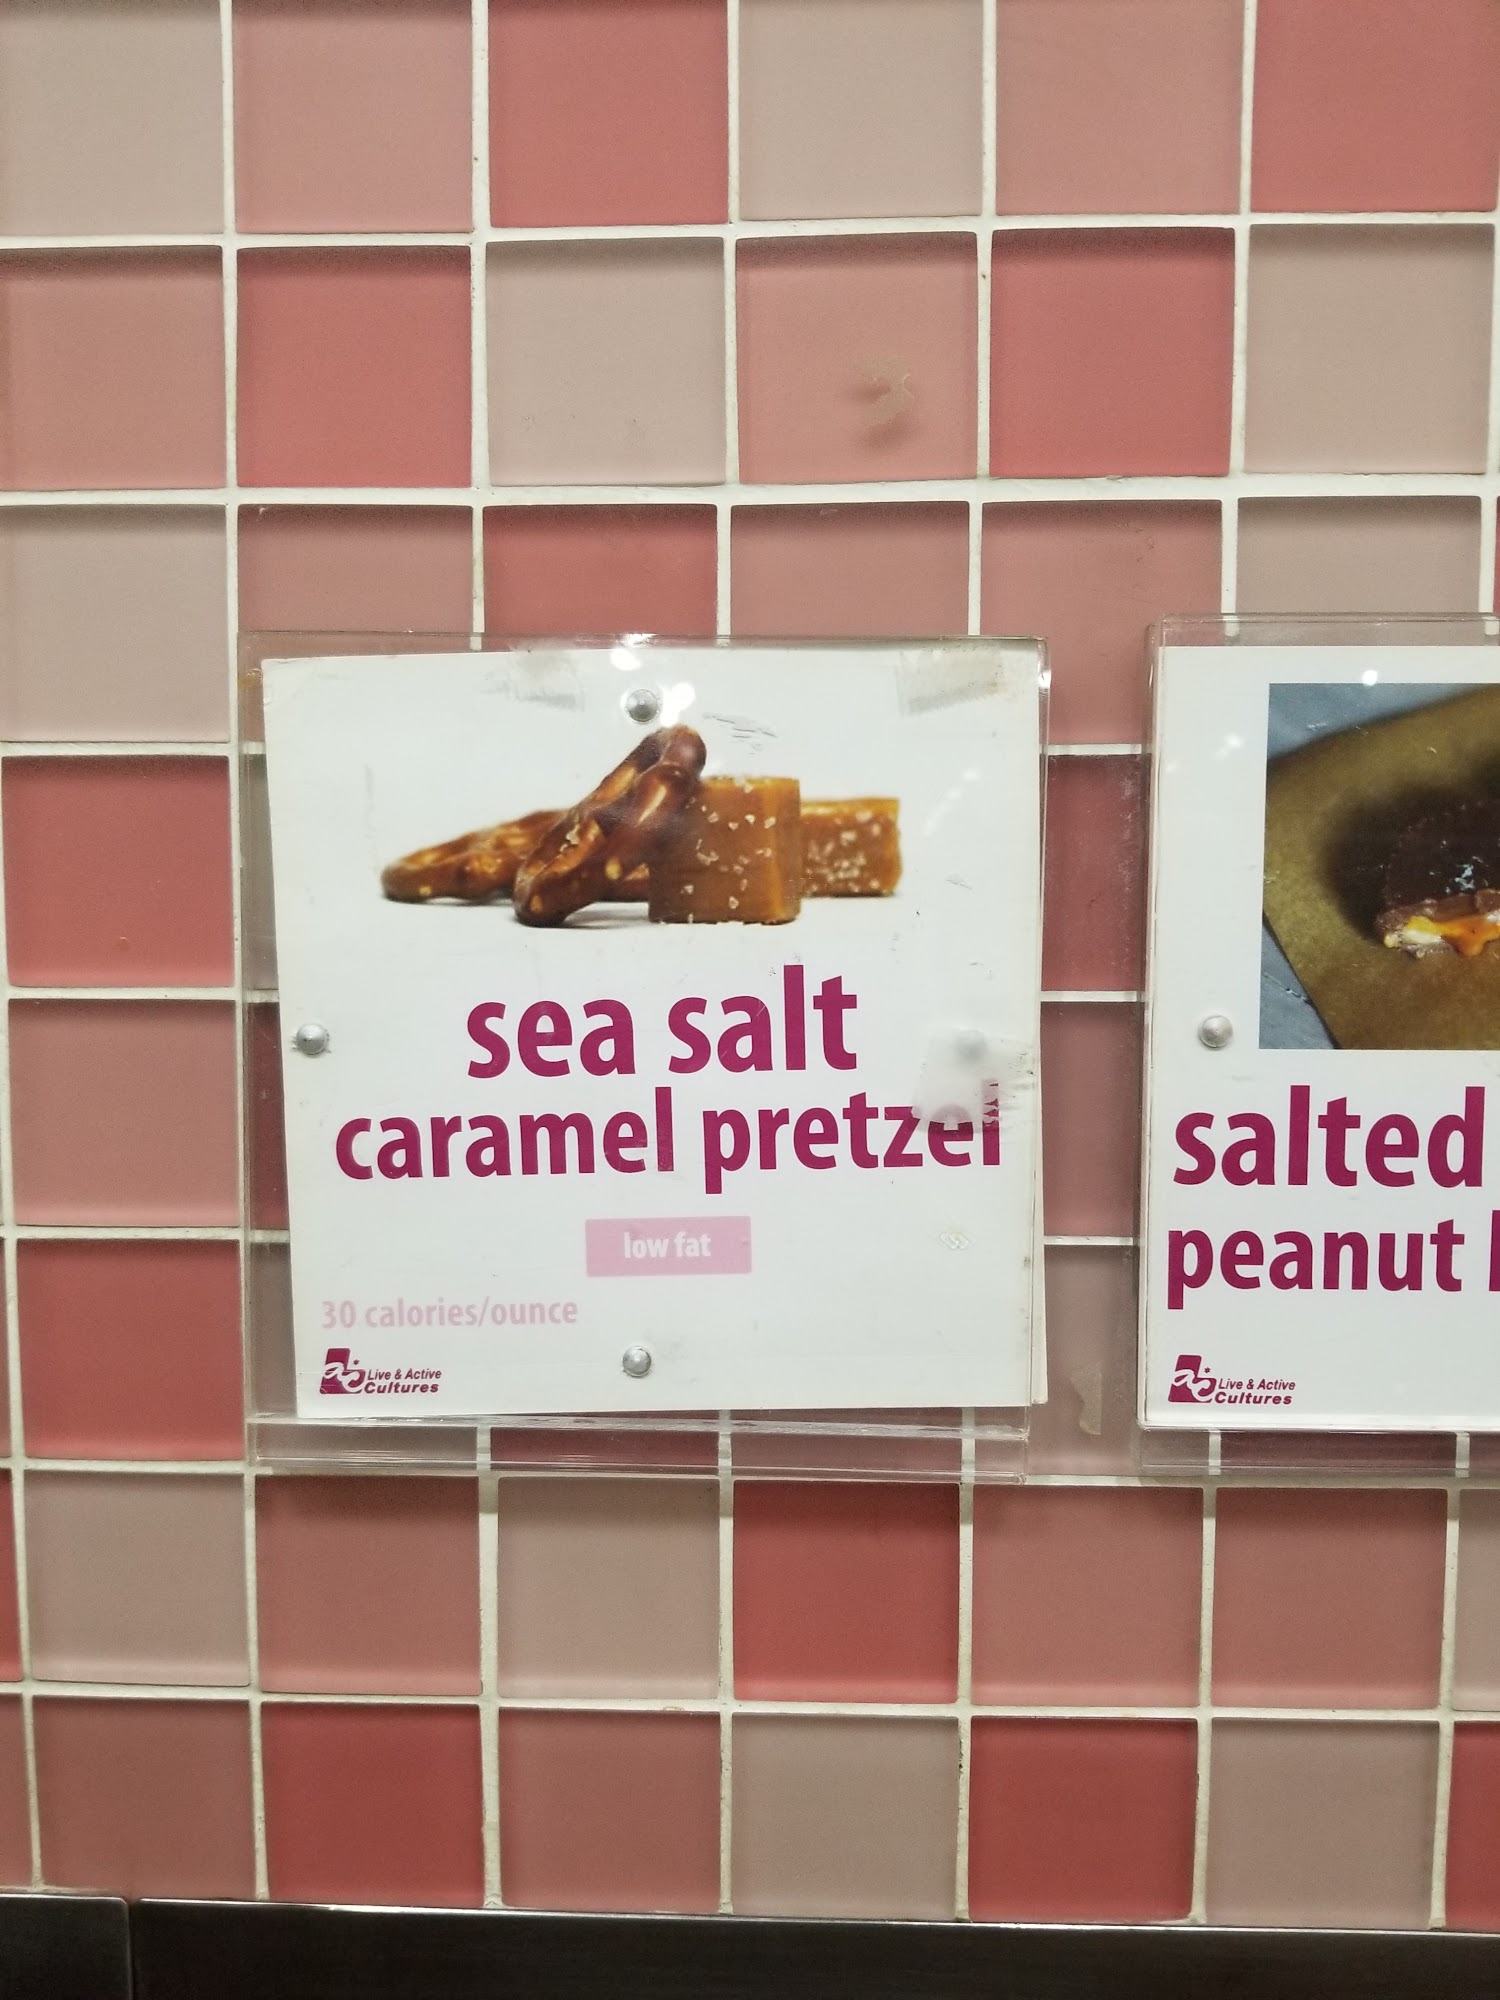 sea salt
caramel pretzel
low fat
30 calories/ounce
Live & Active
Cultures
salted
peanut
Live & Active
Cultures